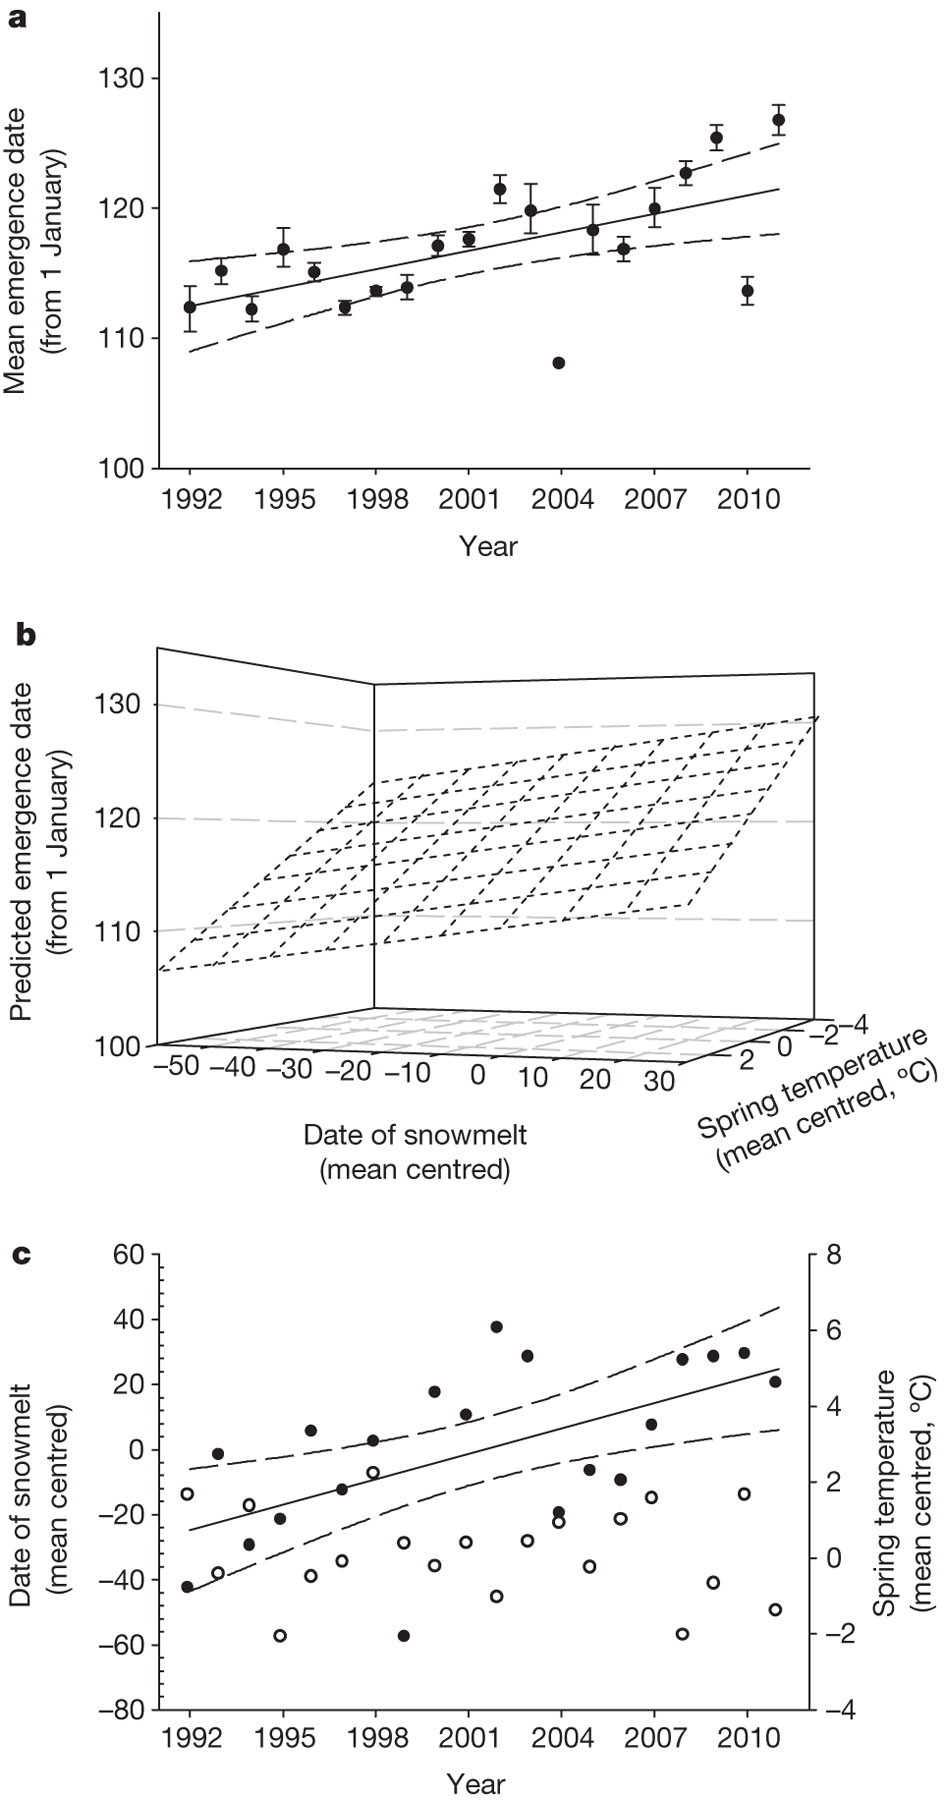 a
130
120
110
100
Mean emergence date
(from 1 January)
1992 1995 1998 2001 2004 2007 2010
Year
b
130
120
110
100
Predicted emergence date
(from 1 January)
–50 –40 –30 –20 –10 0 10 20 30
Date of snowmelt
(mean centred)
2 0 –2 –4
Spring temperature
(mean centred, °C)
c
60
40
20
0
–20
–40
–60
–80
Date of snowmelt
(mean centred)
8
6
4
2
0
–2
–4
Spring temperature
(mean centred, °C)
1992 1995 1998 2001 2004 2007 2010
Year